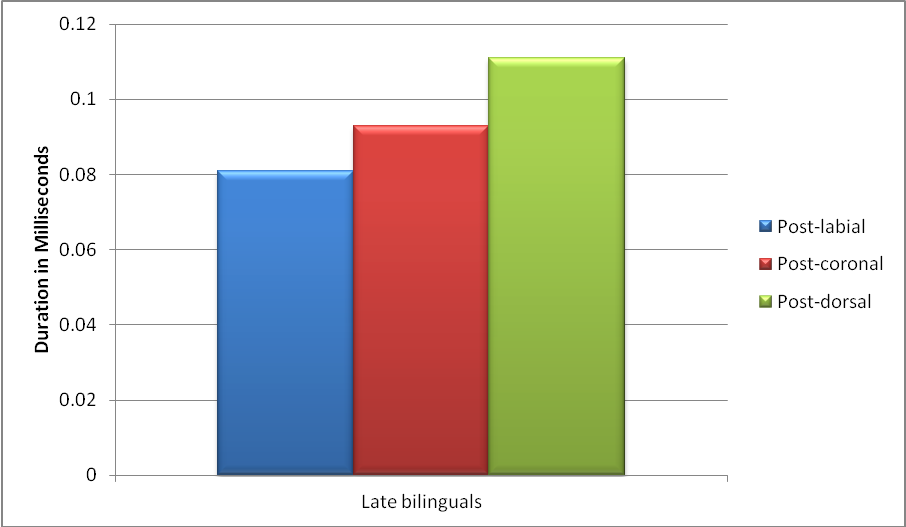 0.12
0.1
0.08
0.06
0.04
0.02
0
Duration in Milliseconds
Late bilinguals
Post-labial
Post-coronal
Post-dorsal